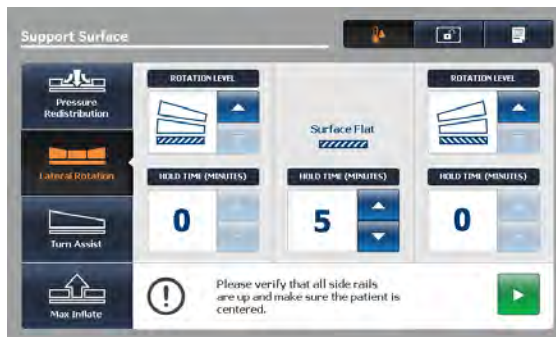 Support Surface
Pressure
Redistribution
Lateral Rotation
Turn Assist
Max Inflate
ROTATION LEVEL
Surface Flat
ROTATION LEVEL
HOLD TIME (MINUTES)
HOLD TIME (MINUTES)
HOLD TIME (MINUTES)
0
5
0
Please verify that all side rails
are up and make sure the patient is
centered.